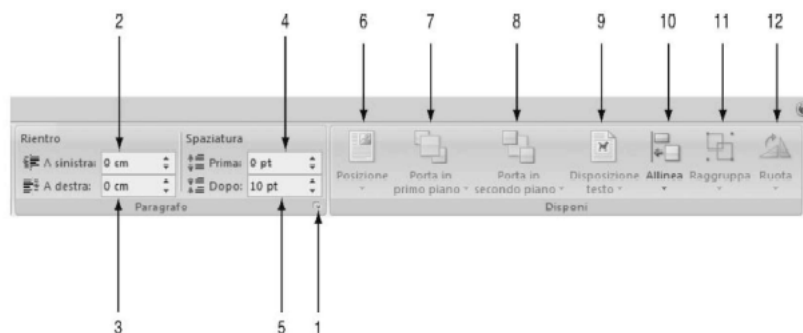 2 4 6 7 8 9 10 11 12
Rientro Spaziatura
A sinistra: 0 cm Prima: 0 pt
A destra: 0 cm Dopo: 10 pt
Posizione Porta in primo piano Porta in secondo piano Disposizione testo Allinea Raggruppa Ruota
Paragrafo Disponi
3 5 1